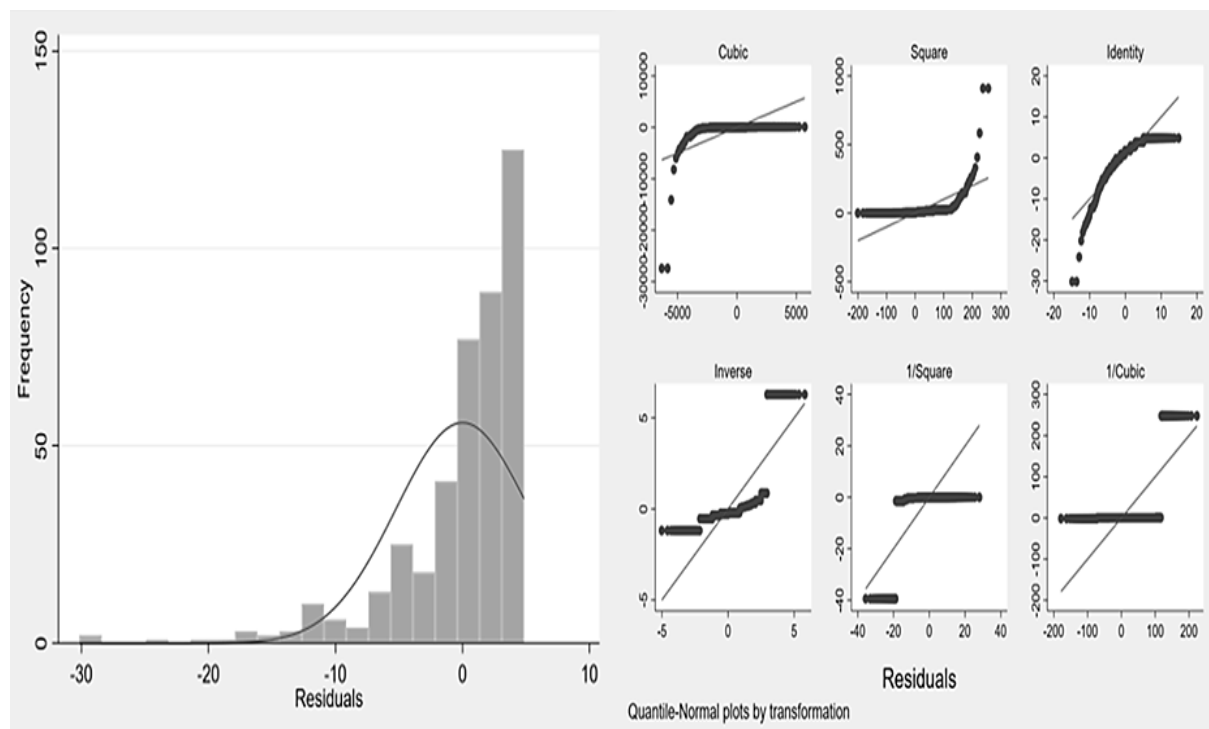 Frequency
150
100
50
0
-30 -20 -10 0 10
Residuals
Cubic
10000
0
-10000
-20000
-30000
-5000 0 5000
Square
1000
500
0
-500
-200 -100 0 100 200 300
Identity
20
10
0
-10
-20
-30
-20 -10 0 10 20
Inverse
5
0
-5
-5 0 5
1/Square
40
20
0
-20
-40
-40 -20 0 20 40
1/Cubic
300
200
100
0
-100
-200
-200 -100 0 100 200
Residuals
Quantile-Normal plots by transformation